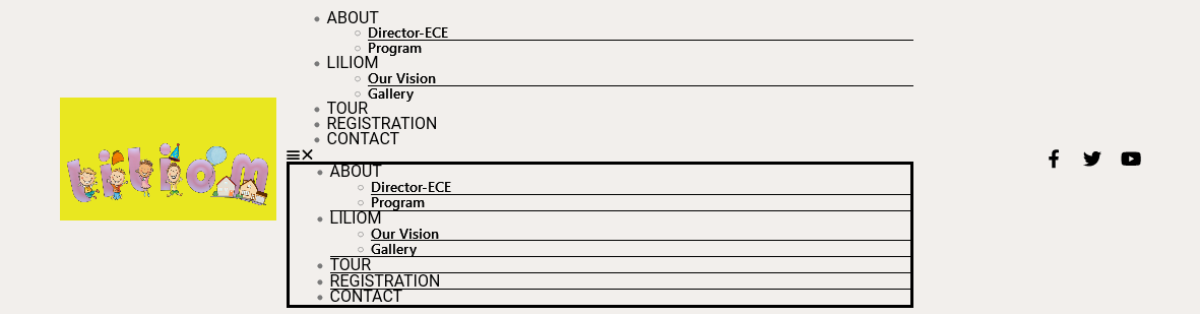 ABOUT
Director-ECE
Program
LILIOM
Our Vision
Gallery
TOUR
REGISTRATION
CONTACT
liliom
ABOUT
Director-ECE
Program
LILIOM
Our Vision
Gallery
TOUR
REGISTRATION
CONTACT